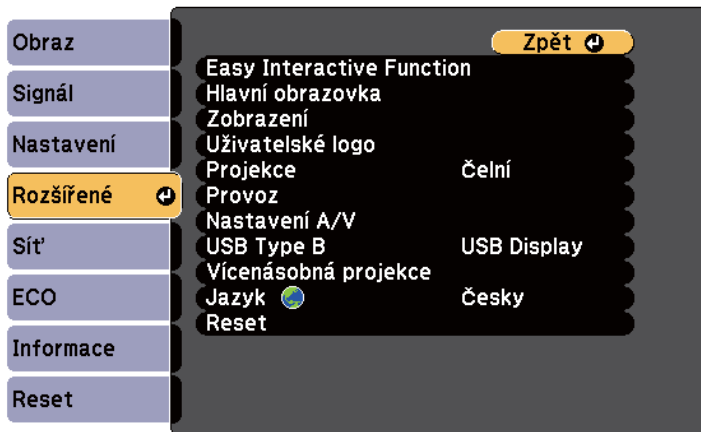 Obraz
Signál
Nastavení
Rozšířené
Síť
ECO
Informace
Reset
Zpět
Easy Interactive Function
Hlavní obrazovka
Zobrazení
Uživatelské logo
Projekce Čelní
Provoz
Nastavení A/V
USB Type B USB Display
Vícenásobná projekce
Jazyk Česky
Reset